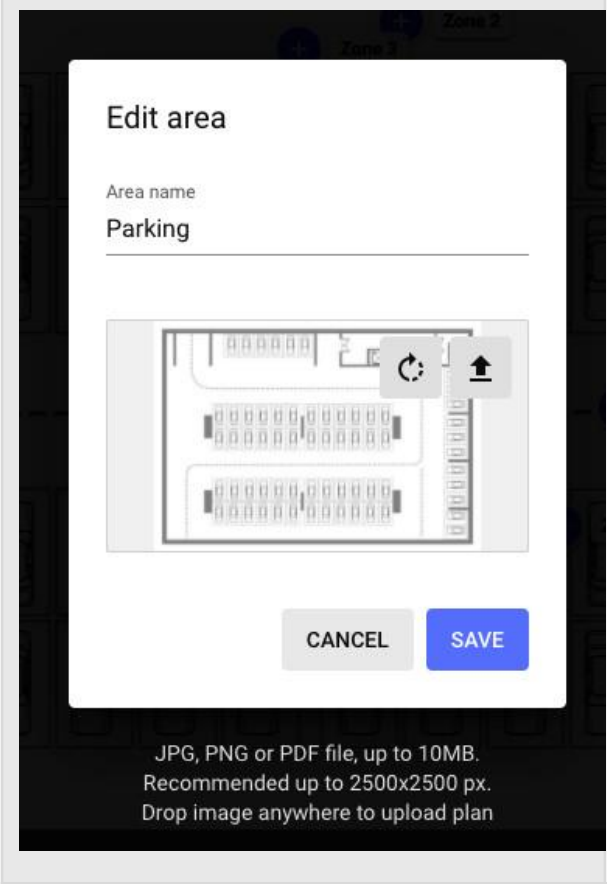 Zone 2
Zone 3
Edit area
Area name
Parking
CANCEL
SAVE
JPG, PNG or PDF file, up to 10MB.
Recommended up to 2500x2500 px.
Drop image anywhere to upload plan